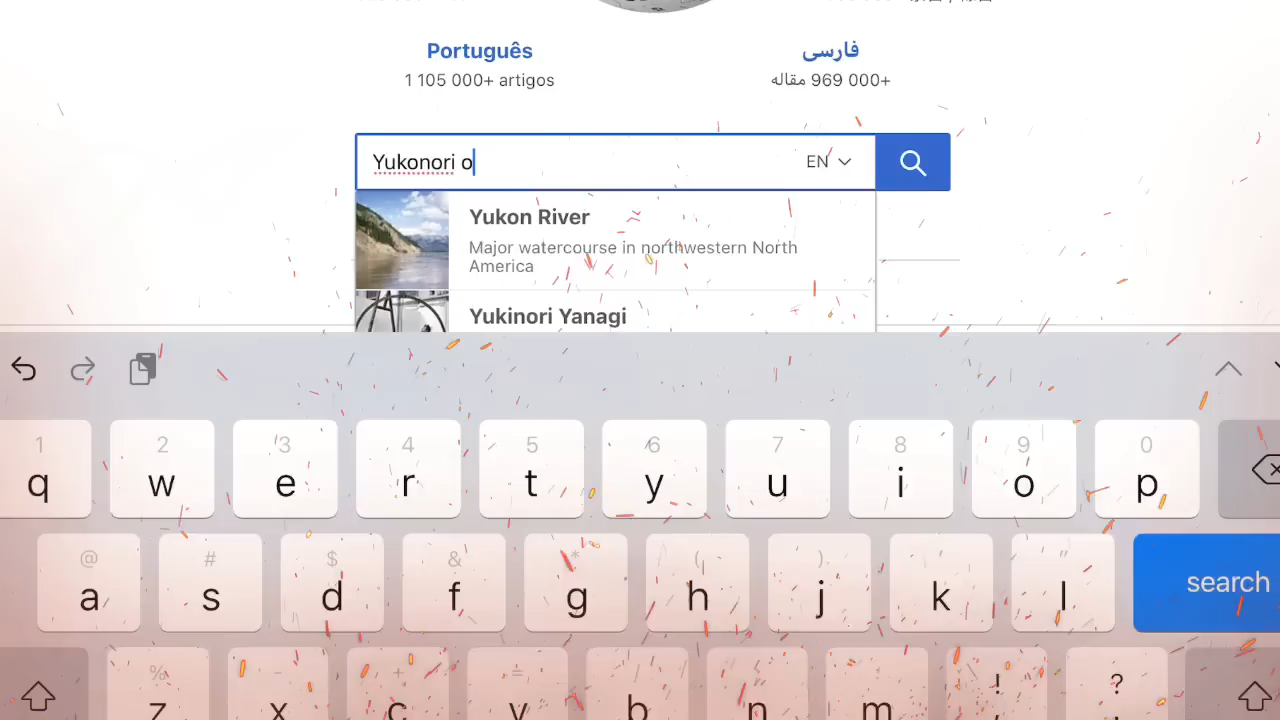 Português
فارسی
1 105 000+ artigos
969 000+ مقاله
Yukonori o
EN
Yukon River
Major watercourse in northwestern North
America
Yukinori Yanagi
1 2 3 4 5 6 7 8 9 0
q w e r t y u i o p
@ # $ & * ( ) ' "
a s d f g h j k l
search
% - + = / ; : ! ?
z x c v b n m , .